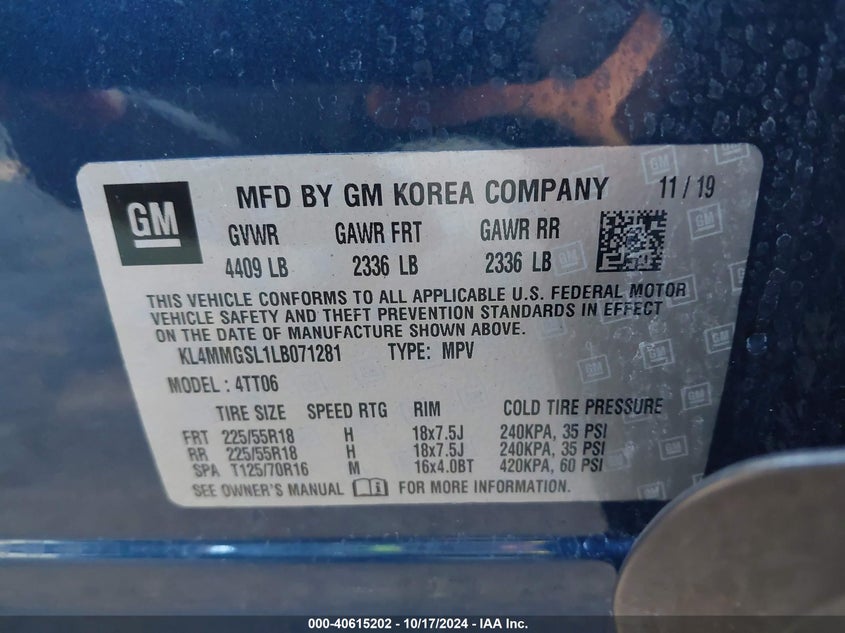 GM
MFD BY GM KOREA COMPANY 11 / 19
GVWR GAWR FRT GAWR RR
4409 LB 2336 LB 2336 LB
THIS VEHICLE CONFORMS TO ALL APPLICABLE U.S. FEDERAL MOTOR
VEHICLE SAFETY AND THEFT PREVENTION STANDARDS IN EFFECT
ON THE DATE OF MANUFACTURE SHOWN ABOVE.
KL4MMGSL1LB071281 TYPE: MPV
MODEL : 4TT06
TIRE SIZE SPEED RTG RIM COLD TIRE PRESSURE
FRT 225/55R18 H 18x7.5J 240KPA, 35 PSI
RR 225/55R18 H 18x7.5J 240KPA, 35 PSI
SPA T125/70R16 M 16x4.0BT 420KPA, 60 PSI
SEE OWNER'S MANUAL FOR MORE INFORMATION.
000-40615202 - 10/17/2024 - IAA Inc.